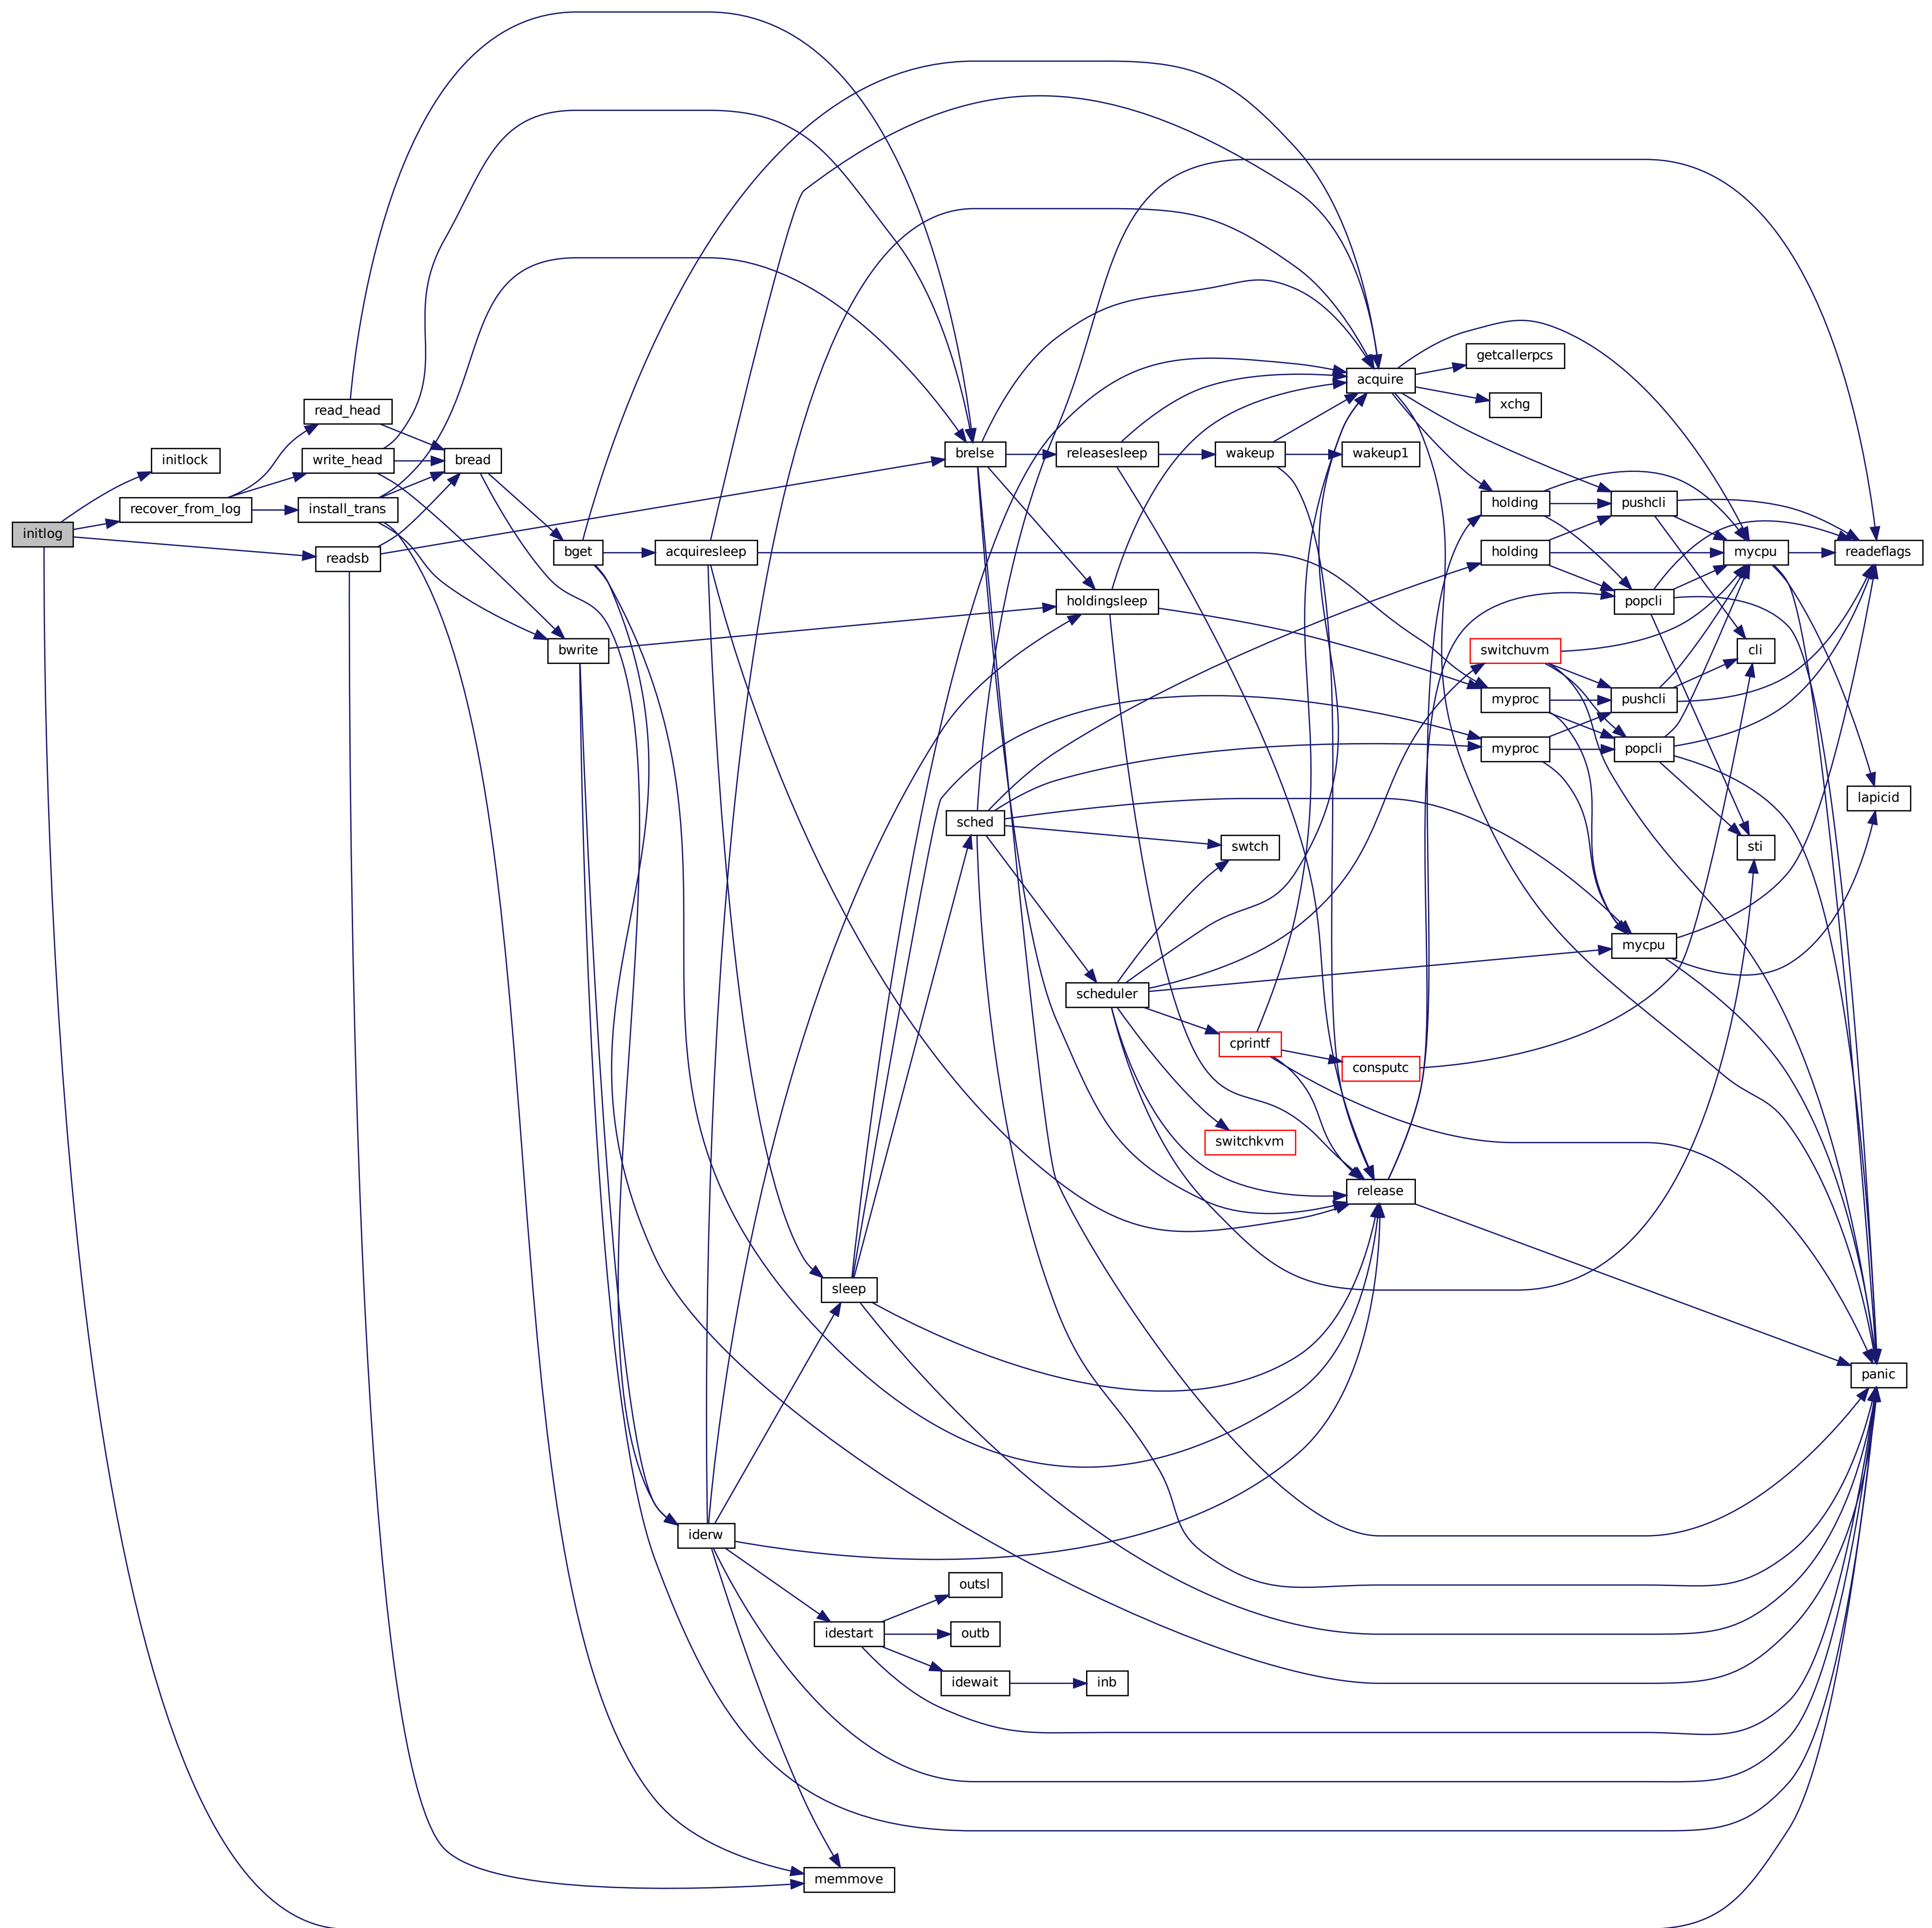 getcallerpcs
acquire
xchg
read_head
initlock
write_head
bread
brelse
releasesleep
wakeup
wakeup1
recover_from_log
install_trans
holding
pushcli
initlog
readsb
bget
acquiresleep
holding
mycpu
readeflags
holdingsleep
popcli
bwrite
switchuvm
cli
myproc
pushcli
myproc
popcli
lapicid
sched
swtch
sti
mycpu
scheduler
cprintf
consputc
switchkvm
release
sleep
panic
iderw
outsl
idestart
outb
idewait
inb
memmove